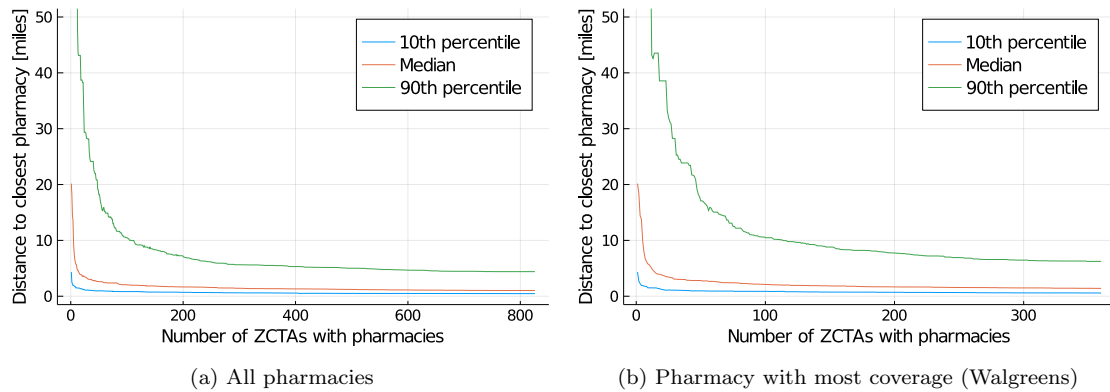 Distance to closest pharmacy [miles]
50
40
30
20
10
0
10th percentile
Median
90th percentile
0
200
400
600
800
Number of ZCTAs with pharmacies
(a) All pharmacies
Distance to closest pharmacy [miles]
50
40
30
20
10
0
10th percentile
Median
90th percentile
0
100
200
300
Number of ZCTAs with pharmacies
(b) Pharmacy with most coverage (Walgreens)